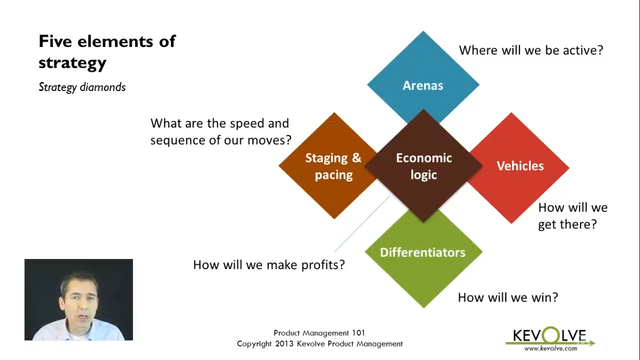 Five elements of
strategy
Strategy diamonds
Where will we be active?
Arenas
What are the speed and
sequence of our moves?
Staging &
pacing
Economic
logic
Vehicles
How will we
get there?
Differentiators
How will we make profits?
How will we win?
Product Management 101
Copyright 2013 Kevolve Product Management
KEVOLVE
www.kevolve.com